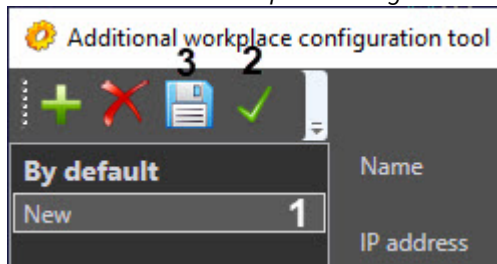 Additional workplace configuration tool
3 2
By default
Name
New 1
IP address